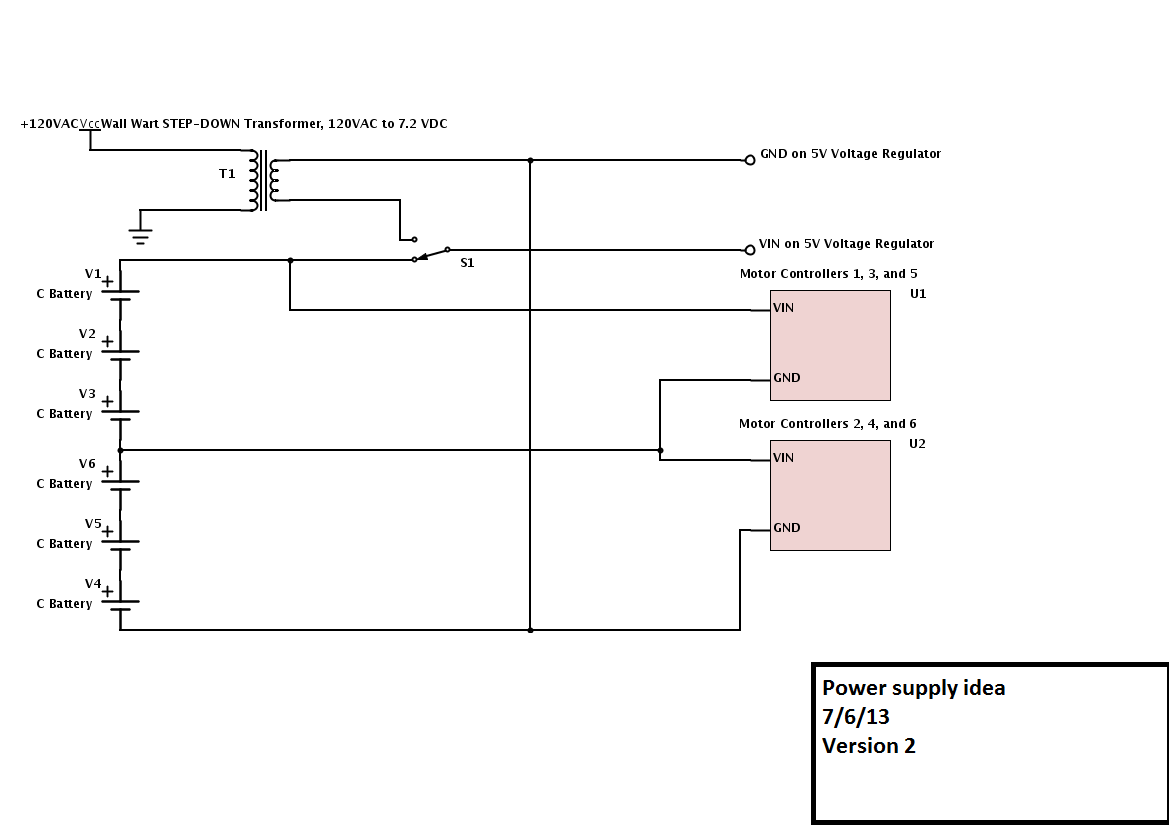 +120VAC Vcc Wall Wart STEP-DOWN Transformer, 120VAC to 7.2 VDC
GND on 5V Voltage Regulator
T1
VIN on 5V Voltage Regulator
S1
V1
+
C Battery
Motor Controllers 1, 3, and 5
U1
VIN
V2
+
C Battery
GND
V3
+
C Battery
Motor Controllers 2, 4, and 6
U2
VIN
V6
+
C Battery
V5
+
C Battery
GND
V4
+
C Battery
Power supply idea
7/6/13
Version 2